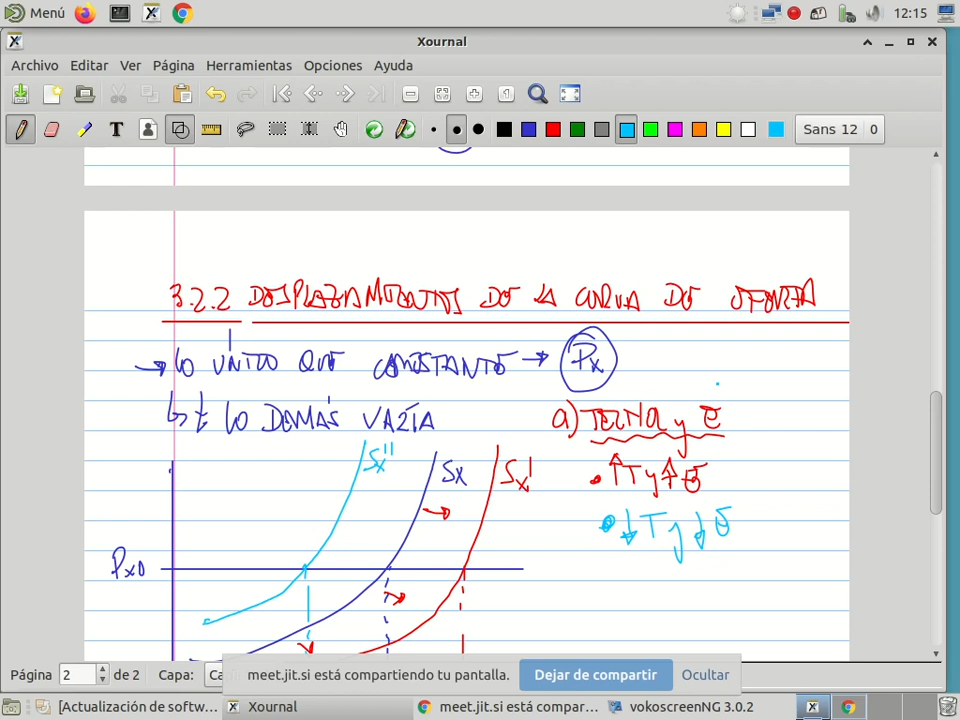 Menú 12:15
Xournal
Archivo Editar Ver Página Herramientas Opciones Ayuda
Sans 12 0
3.2.2 DESPLAZAMIENTOS DE LA CURVA DE OFERTA
→ LO ÚNICO QUE CONSTANTE → Px
↳ t LO DEMÁS VARÍA
a) TECNOL y E
Sx'' Sx Sx'
• ↑T y ↑E
• ↓T y ↓E
Px0
Página 2 de 2 Capa: Ca
meet.jit.si está compartiendo tu pantalla. Dejar de compartir Ocultar
[Actualización de softw... Xournal meet.jit.si está compar... vokoscreenNG 3.0.2